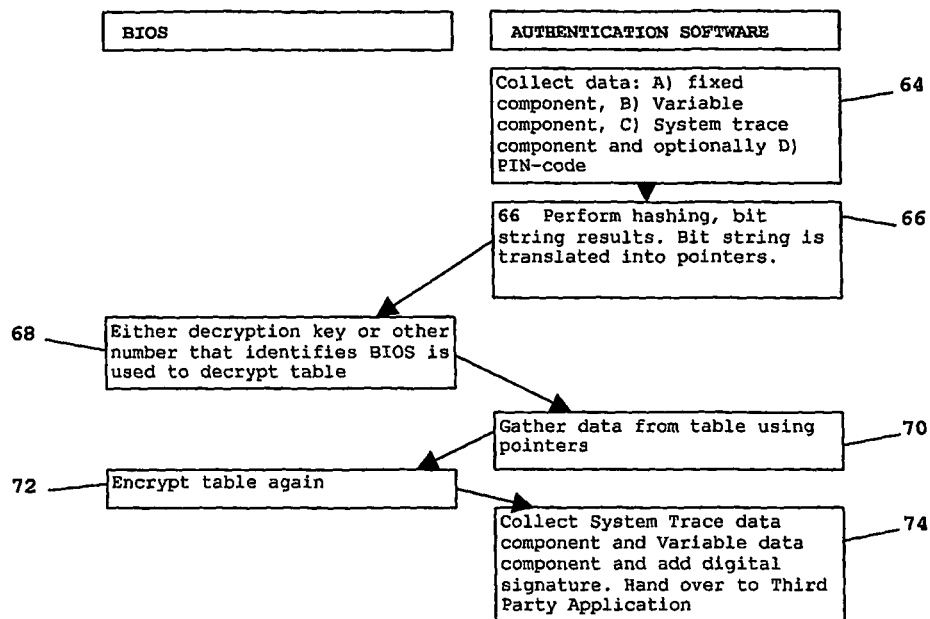 BIOS
AUTHENTICATION SOFTWARE
Collect data: A) fixed
component, B) Variable
component, C) System trace
component and optionally D)
PIN-code
64
66 Perform hashing, bit
string results. Bit string is
translated into pointers.
66
68
Either decryption key or other
number that identifies BIOS is
used to decrypt table
Gather data from table using
pointers
70
72
Encrypt table again
Collect System Trace data
component and Variable data
component and add digital
signature. Hand over to Third
Party Application
74